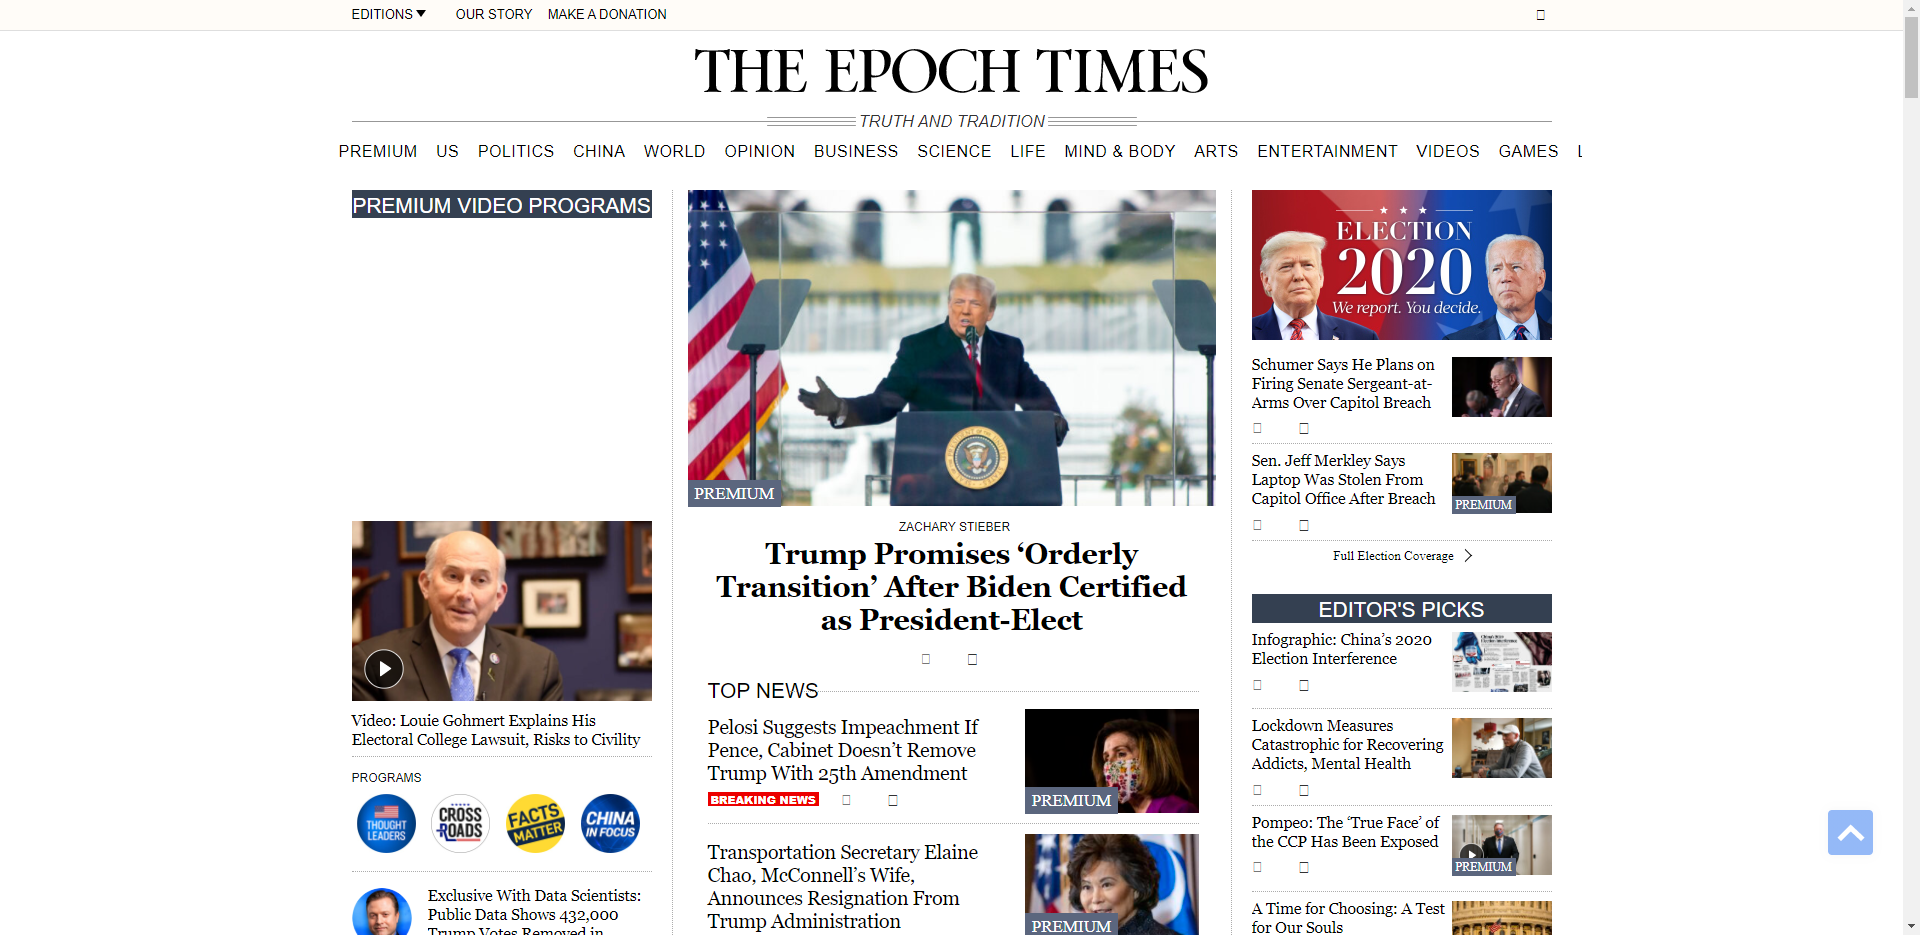 EDITIONS
OUR STORY
MAKE A DONATION
THE EPOCH TIMES
TRUTH AND TRADITION
PREMIUM US POLITICS CHINA WORLD OPINION BUSINESS SCIENCE LIFE MIND & BODY ARTS ENTERTAINMENT VIDEOS GAMES
PREMIUM VIDEO PROGRAMS
Video: Louie Gohmert Explains His
Electoral College Lawsuit, Risks to Civility
PROGRAMS
THOUGHT
LEADERS
CROSS
ROADS
FACTS
MATTER
CHINA
IN FOCUS
Exclusive With Data Scientists:
Public Data Shows 432,000
Trump Votes Removed in
PREMIUM
ZACHARY STIEBER
Trump Promises ‘Orderly
Transition’ After Biden Certified
as President-Elect
TOP NEWS
Pelosi Suggests Impeachment If
Pence, Cabinet Doesn’t Remove
Trump With 25th Amendment
BREAKING NEWS
PREMIUM
Transportation Secretary Elaine
Chao, McConnell’s Wife,
Announces Resignation From
Trump Administration
PREMIUM
ELECTION
2020
We report. You decide.
Schumer Says He Plans on
Firing Senate Sergeant-at-
Arms Over Capitol Breach
Sen. Jeff Merkley Says
Laptop Was Stolen From
Capitol Office After Breach
PREMIUM
Full Election Coverage
EDITOR'S PICKS
Infographic: China’s 2020
Election Interference
Lockdown Measures
Catastrophic for Recovering
Addicts, Mental Health
Pompeo: The ‘True Face’ of
the CCP Has Been Exposed
PREMIUM
A Time for Choosing: A Test
for Our Souls